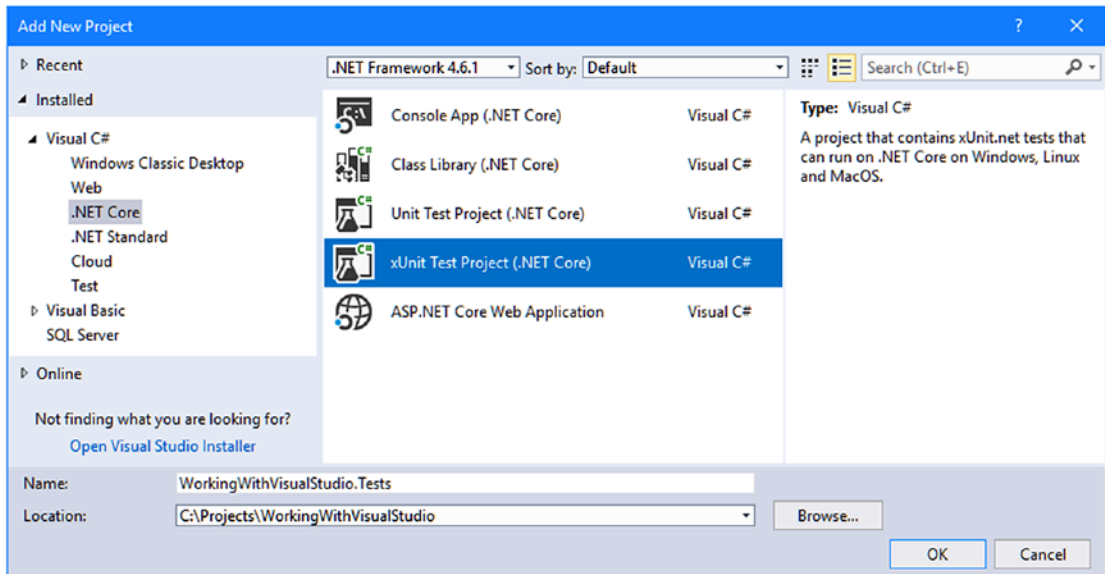 Add New Project
? ×
Recent
.NET Framework 4.6.1 Sort by: Default Search (Ctrl+E)
Installed
Visual C#
Windows Classic Desktop
Web
.NET Core
.NET Standard
Cloud
Test
Visual Basic
SQL Server
Online
Not finding what you are looking for?
Open Visual Studio Installer
Console App (.NET Core) Visual C#
Class Library (.NET Core) Visual C#
Unit Test Project (.NET Core) Visual C#
xUnit Test Project (.NET Core) Visual C#
ASP.NET Core Web Application Visual C#
Type: Visual C#
A project that contains xUnit.net tests that
can run on .NET Core on Windows, Linux
and MacOS.
Name: WorkingWithVisualStudio.Tests
Location: C:\Projects\WorkingWithVisualStudio Browse...
OK Cancel